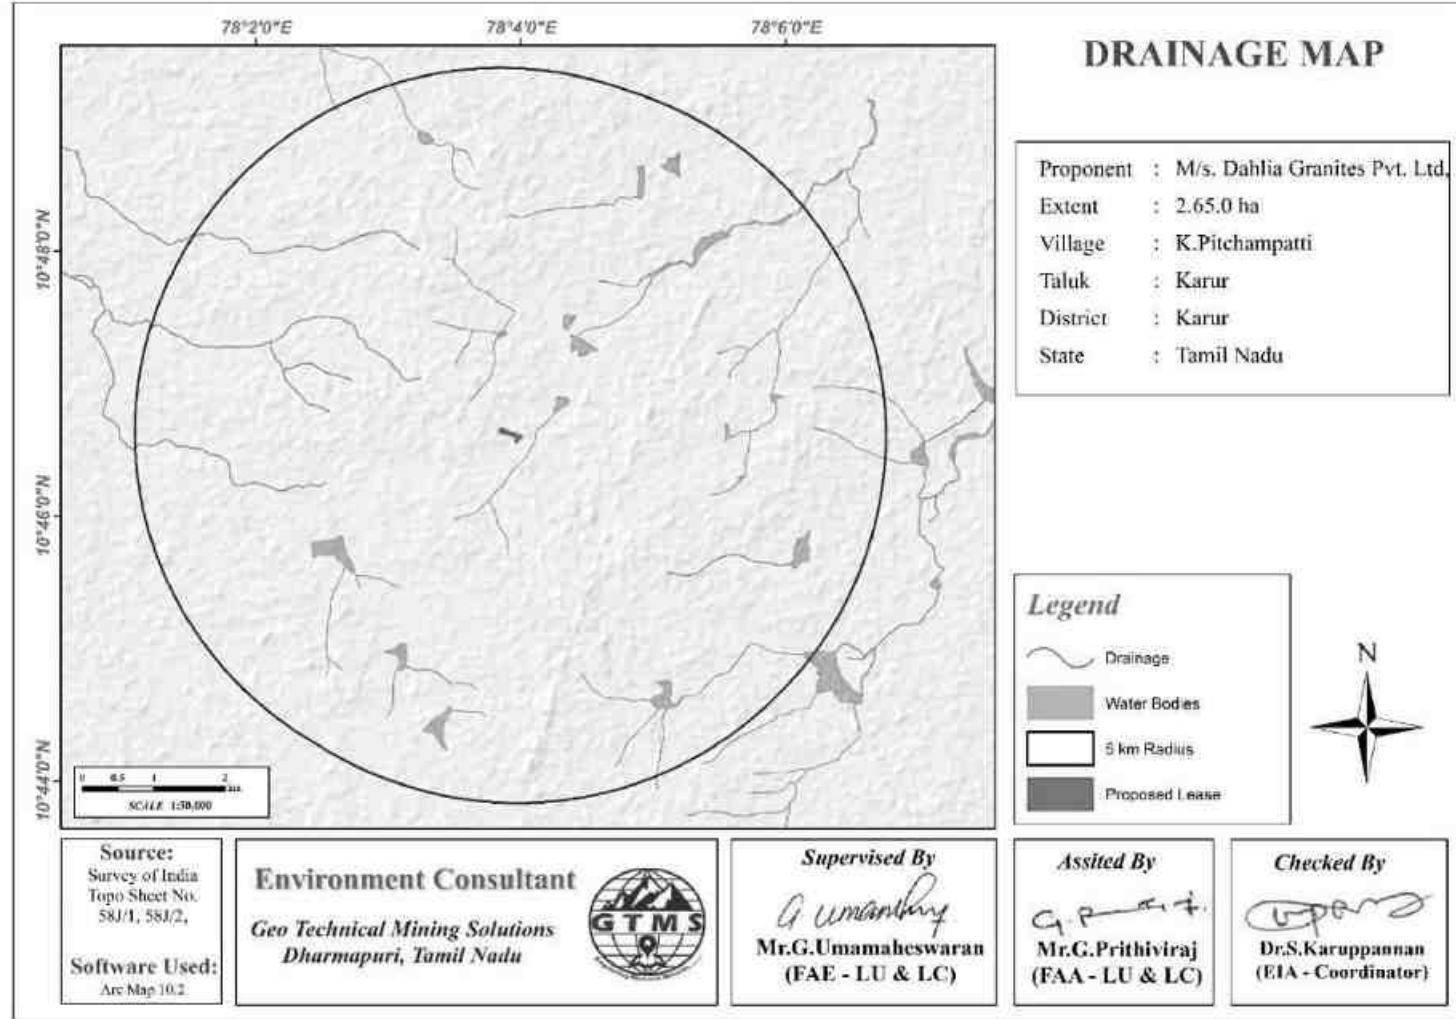 78°2'0"E 78°4'0"E 78°6'0"E
10°48'0"N
10°46'0"N
10°44'0"N
0 0.5 1 2
SCALE 1:50,000
DRAINAGE MAP
Proponent : M/s. Dahlia Granites Pvt. Ltd,
Extent : 2.65.0 ha
Village : K.Pitchampatti
Taluk : Karur
District : Karur
State : Tamil Nadu
Legend
Drainage
Water Bodies
5 km Radius
Proposed Lease
N
Source:
Survey of India
Topo Sheet No.
58J/1, 58J/2,
Software Used:
Arc Map 10.2
Environment Consultant
Geo Technical Mining Solutions
Dharmapuri, Tamil Nadu
GTMS
Supervised By
Mr.G.Umamaheswaran
(FAE - LU & LC)
Assited By
Mr.G.Prithiviraj
(FAA - LU & LC)
Checked By
Dr.S.Karuppannan
(EIA - Coordinator)